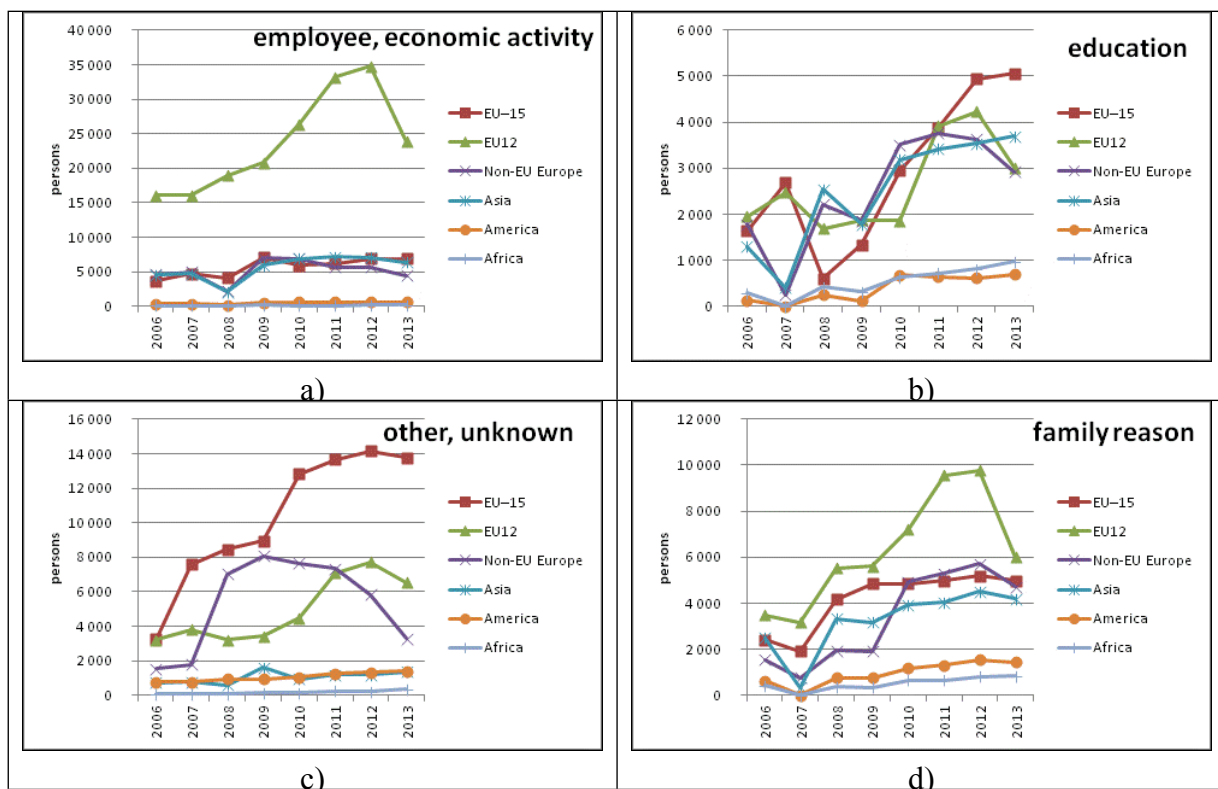 employee, economic activity
40 000
35 000
30 000
25 000
20 000
15 000
10 000
5 000
0
persons
2006
2007
2008
2009
2010
2011
2012
2013
EU–15
EU12
Non-EU Europe
Asia
America
Africa
a)
education
6 000
5 000
4 000
3 000
2 000
1 000
0
persons
2006
2007
2008
2009
2010
2011
2012
2013
EU–15
EU12
Non-EU Europe
Asia
America
Africa
b)
other, unknown
16 000
14 000
12 000
10 000
8 000
6 000
4 000
2 000
0
persons
2006
2007
2008
2009
2010
2011
2012
2013
EU–15
EU12
Non-EU Europe
Asia
America
Africa
c)
family reason
12 000
10 000
8 000
6 000
4 000
2 000
0
persons
2006
2007
2008
2009
2010
2011
2012
2013
EU–15
EU12
Non-EU Europe
Asia
America
Africa
d)